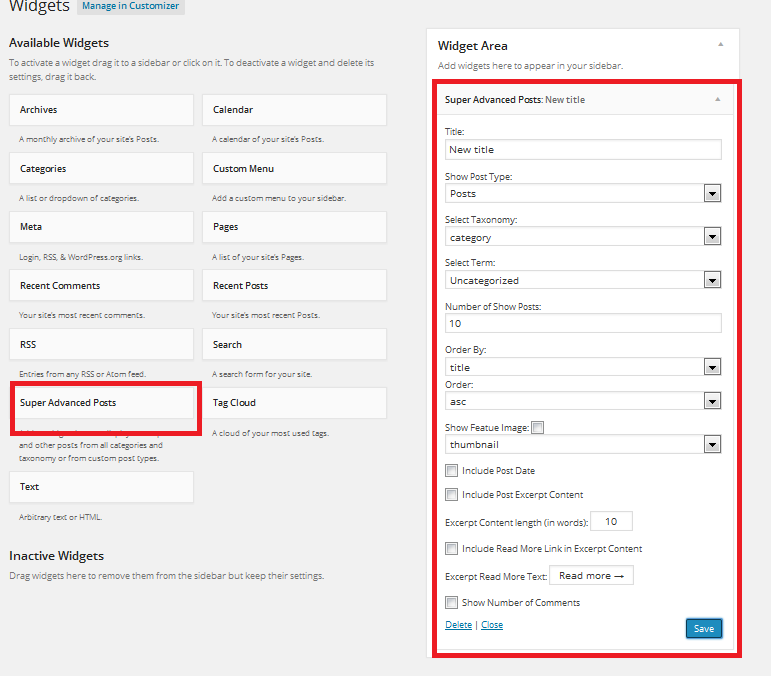 Widgets Manage in Customizer
Available Widgets
To activate a widget drag it to a sidebar or click on it. To deactivate a widget and delete its
settings, drag it back.
Archives
A monthly archive of your site's Posts.
Calendar
A calendar of your site's Posts.
Categories
A list or dropdown of categories.
Custom Menu
Add a custom menu to your sidebar.
Meta
Login, RSS, & WordPress.org links.
Pages
A list of your site's Pages.
Recent Comments
Your site's most recent comments.
Recent Posts
Your site's most recent Posts.
RSS
Entries from any RSS or Atom feed.
Search
A search form for your site.
Super Advanced Posts
and other posts from all categories and
taxonomy or from custom post types.
Tag Cloud
A cloud of your most used tags.
Text
Arbitrary text or HTML.
Inactive Widgets
Drag widgets here to remove them from the sidebar but keep their settings.
Widget Area
Add widgets here to appear in your sidebar.
Super Advanced Posts: New title
Title:
New title
Show Post Type:
Posts
Select Taxonomy:
category
Select Term:
Uncategorized
Number of Show Posts:
10
Order By:
title
Order:
asc
Show Featue Image:
thumbnail
Include Post Date
Include Post Excerpt Content
Excerpt Content length (in words): 10
Include Read More Link in Excerpt Content
Excerpt Read More Text: Read more →
Show Number of Comments
Delete | Close
Save